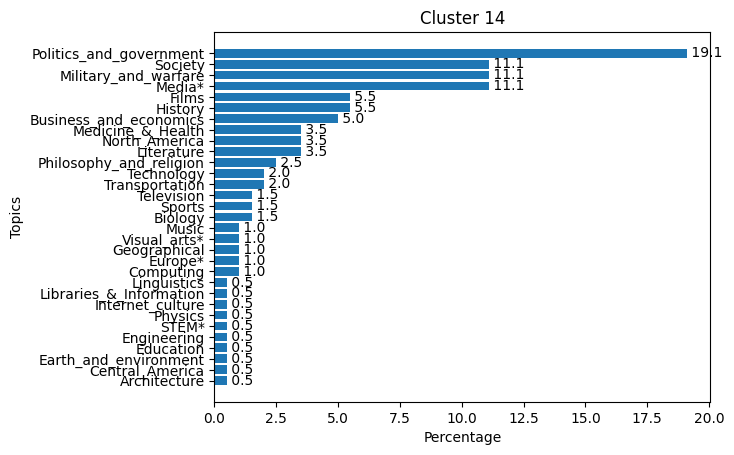 Cluster 14
Politics_and_government 19.1
Society 11.1
Military_and_warfare 11.1
Media* 11.1
Films 5.5
History 5.5
Business_and_economics 5.0
Medicine_&_Health 3.5
North_America 3.5
Literature 3.5
Philosophy_and_religion 2.5
Technology 2.0
Transportation 2.0
Television 1.5
Sports 1.5
Biology 1.5
Music 1.0
Visual_arts* 1.0
Geographical 1.0
Europe* 1.0
Computing 1.0
Linguistics 0.5
Libraries_&_Information 0.5
Internet_culture 0.5
Physics 0.5
STEM* 0.5
Engineering 0.5
Education 0.5
Earth_and_environment 0.5
Central_America 0.5
Architecture 0.5
0.0 2.5 5.0 7.5 10.0 12.5 15.0 17.5 20.0
Percentage
Topics